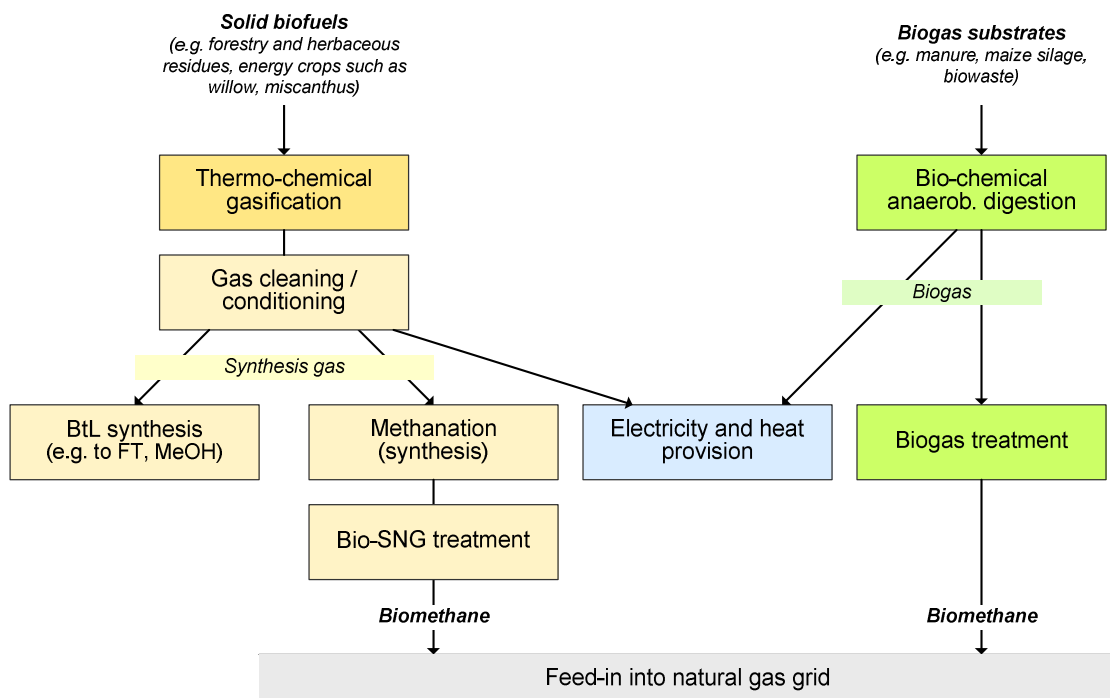 Solid biofuels
(e.g. forestry and herbaceous
residues, energy crops such as
willow, miscanthus)
Biogas substrates
(e.g. manure, maize silage,
biowaste)
Thermo-chemical
gasification
Bio-chemical
anaerob. digestion
Gas cleaning /
conditioning
Biogas
Synthesis gas
BtL synthesis
(e.g. to FT, MeOH)
Methanation
(synthesis)
Electricity and heat
provision
Biogas treatment
Bio-SNG treatment
Biomethane
Biomethane
Feed-in into natural gas grid